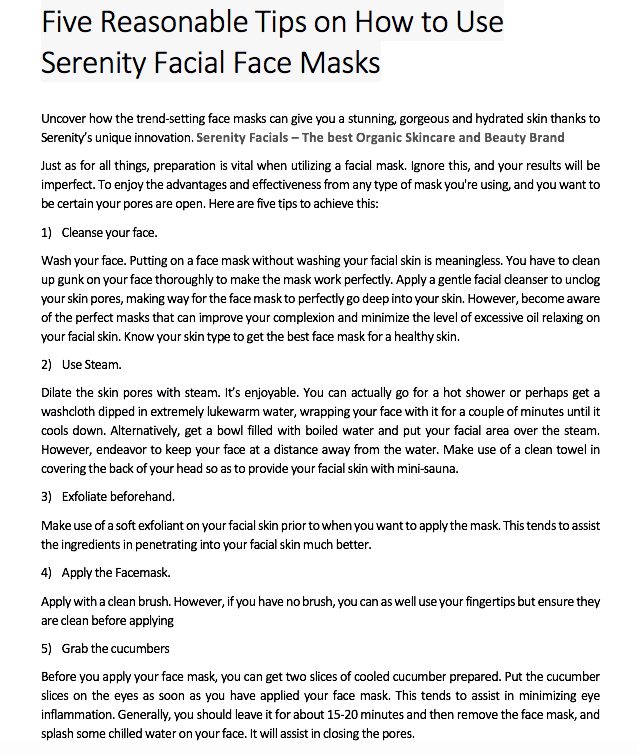 Five Reasonable Tips on How to Use
Serenity Facial Face Masks
Uncover how the trend-setting face masks can give you a stunning, gorgeous and hydrated skin thanks to
Serenity's unique innovation. Serenity Facials – The best Organic Skincare and Beauty Brand
Just as for all things, preparation is vital when utilizing a facial mask. Ignore this, and your results will be
imperfect. To enjoy the advantages and effectiveness from any type of mask you're using, and you want to
be certain your pores are open. Here are five tips to achieve this:
1) Cleanse your face.
Wash your face. Putting on a face mask without washing your facial skin is meaningless. You have to clean
up gunk on your face thoroughly to make the mask work perfectly. Apply a gentle facial cleanser to unclog
your skin pores, making way for the face mask to perfectly go deep into your skin. However, become aware
of the perfect masks that can improve your complexion and minimize the level of excessive oil relaxing on
your facial skin. Know your skin type to get the best face mask for a healthy skin.
2) Use Steam.
Dilate the skin pores with steam. It's enjoyable. You can actually go for a hot shower or perhaps get a
washcloth dipped in extremely lukewarm water, wrapping your face with it for a couple of minutes until it
cools down. Alternatively, get a bowl filled with boiled water and put your facial area over the steam.
However, endeavor to keep your face at a distance away from the water. Make use of a clean towel in
covering the back of your head so as to provide your facial skin with mini-sauna.
3) Exfoliate beforehand.
Make use of a soft exfoliant on your facial skin prior to when you want to apply the mask. This tends to assist
the ingredients in penetrating into your facial skin much better.
4) Apply the Facemask.
Apply with a clean brush. However, if you have no brush, you can as well use your fingertips but ensure they
are clean before applying
5) Grab the cucumbers
Before you apply your face mask, you can get two slices of cooled cucumber prepared. Put the cucumber
slices on the eyes as soon as you have applied your face mask. This tends to assist in minimizing eye
inflammation. Generally, you should leave it for about 15-20 minutes and then remove the face mask, and
splash some chilled water on your face. It will assist in closing the pores.